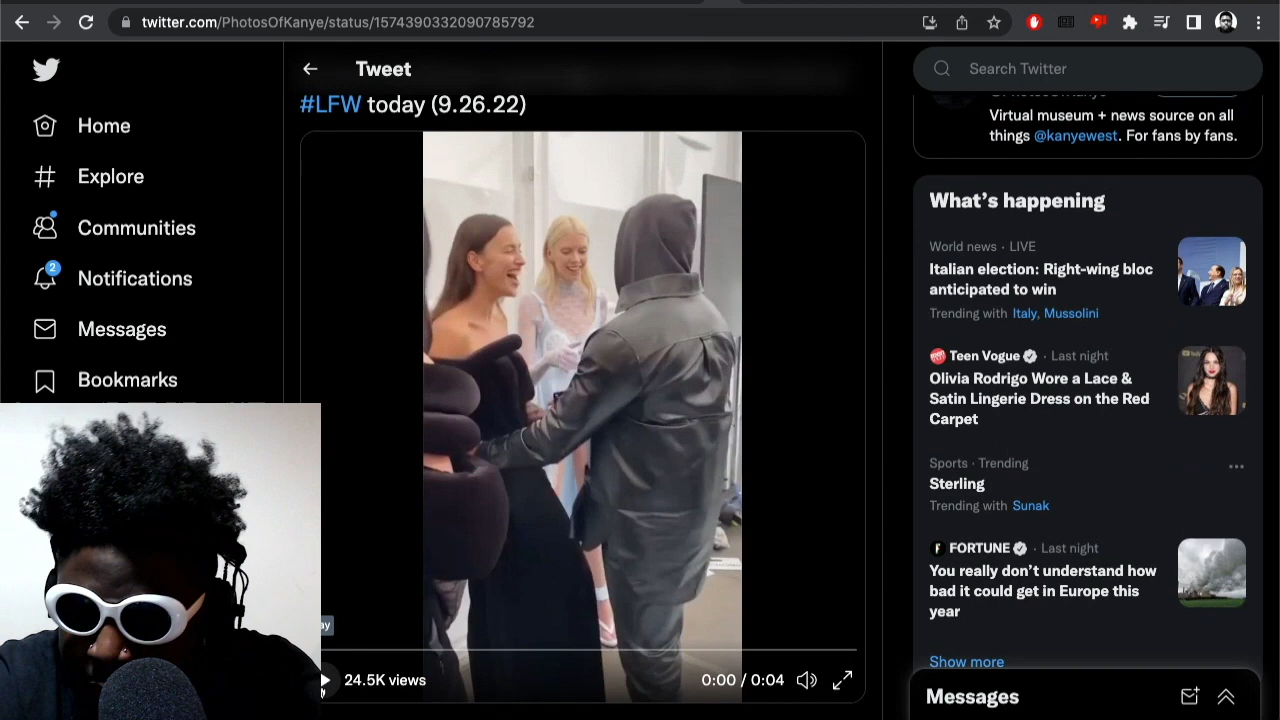 twitter.com/PhotosOfKanye/status/1574390332090785792
Home
Explore
Communities
2
Notifications
Messages
Bookmarks
Tweet
#LFW today (9.26.22)
24.5K views
0:00 / 0:04
Search Twitter
Virtual museum + news source on all
things @kanyewest. For fans by fans.
What's happening
World news · LIVE
Italian election: Right-wing bloc
anticipated to win
Trending with Italy, Mussolini
Teen Vogue · Last night
Olivia Rodrigo Wore a Lace &
Satin Lingerie Dress on the Red
Carpet
Sports · Trending
Sterling
Trending with Sunak
FORTUNE · Last night
You really don't understand how
bad it could get in Europe this
year
Show more
Messages